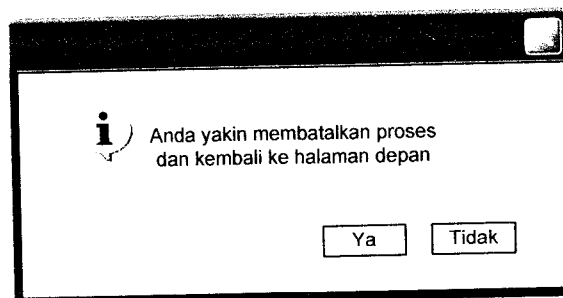 Anda yakin membatalkan proses
dan kembali ke halaman depan
Ya
Tidak